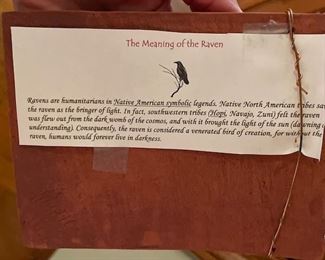 The Meaning of the Raven
Ravens are humanitarians in Native American symbolic legends. Native North American tribes saw
the raven as the bringer of light. In fact, southwestern tribes (Hopi, Navajo, Zuni) felt the raven
was flew out from the dark womb of the cosmos, and with it brought the light of the sun (dawning of
understanding). Consequently, the raven is considered a venerated bird of creation, for without the
raven, humans would forever live in darkness.